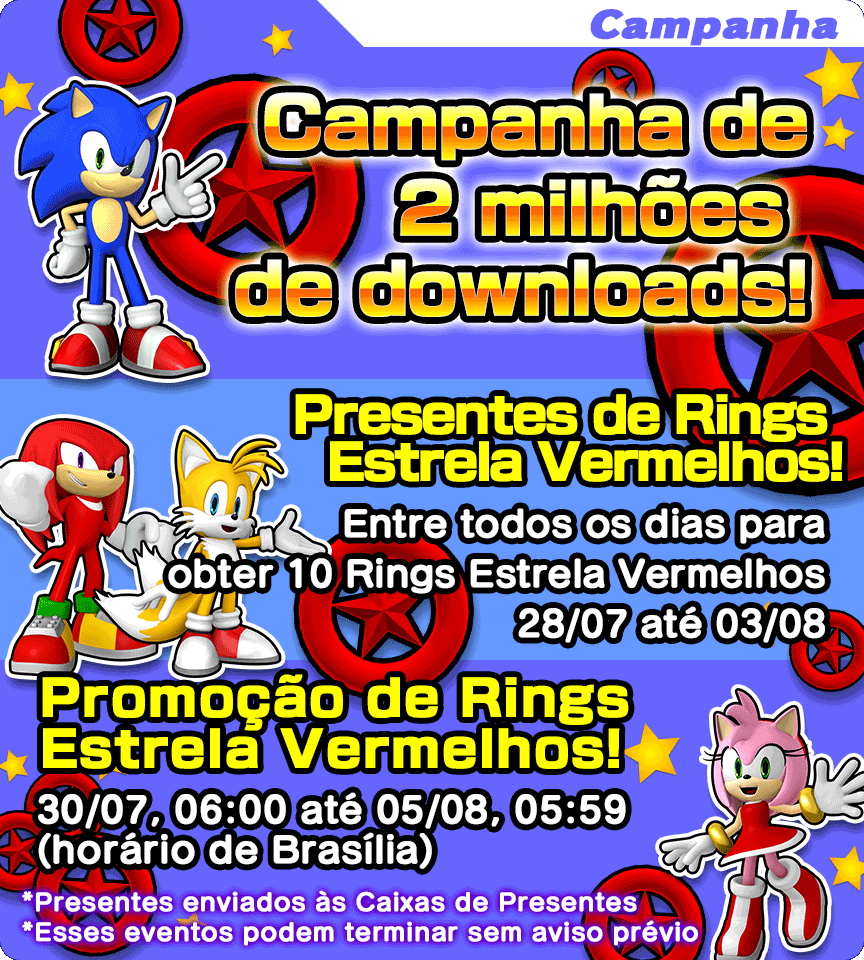 Campanha
Campanha de
2 milhões
de downloads!
Presentes de Rings
Estrela Vermelhos!
Entre todos os dias para
obter 10 Rings Estrela Vermelhos
28/07 até 03/08
Promoção de Rings
Estrela Vermelhos!
30/07, 06:00 até 05/08, 05:59
(horário de Brasília)
*Presentes enviados às Caixas de Presentes
*Esses eventos podem terminar sem aviso prévio